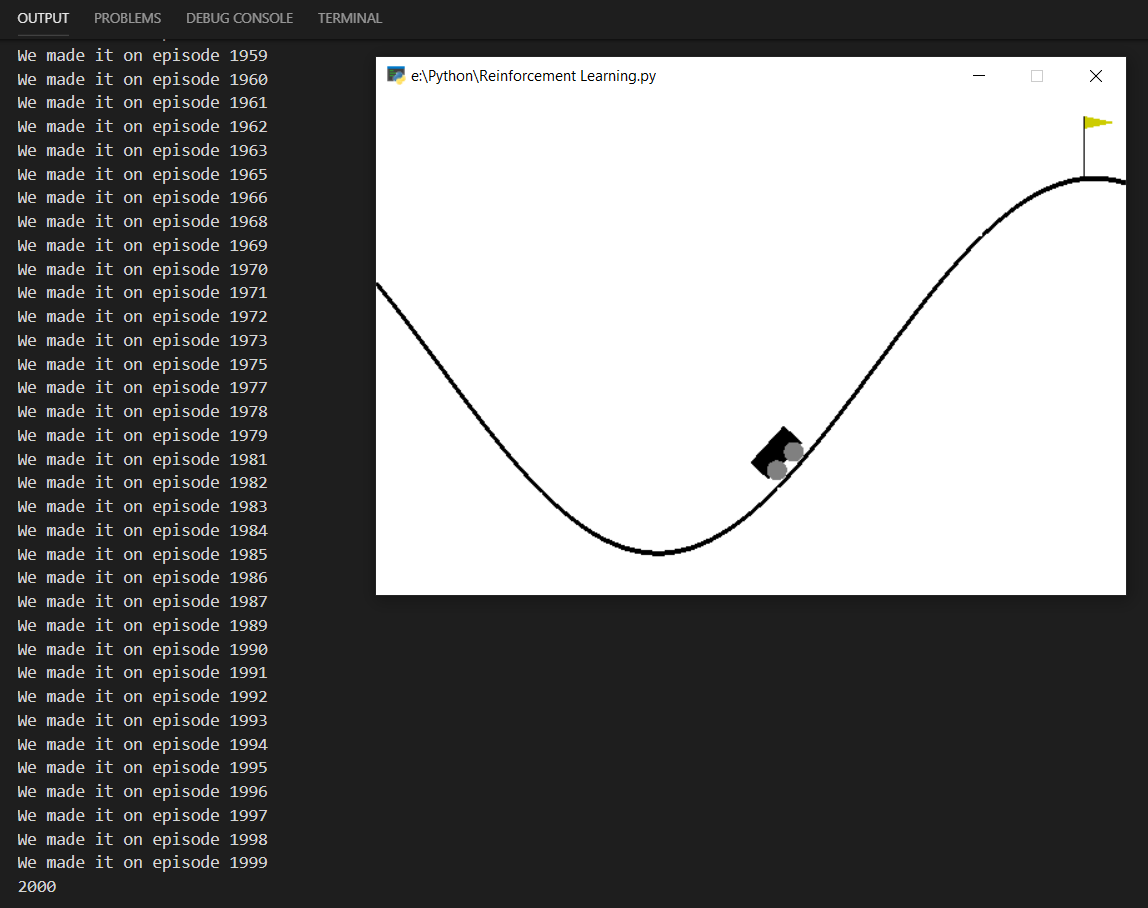 OUTPUT PROBLEMS DEBUG CONSOLE TERMINAL
We made it on episode 1959
We made it on episode 1960
We made it on episode 1961
We made it on episode 1962
We made it on episode 1963
We made it on episode 1965
We made it on episode 1966
We made it on episode 1968
We made it on episode 1969
We made it on episode 1970
We made it on episode 1971
We made it on episode 1972
We made it on episode 1973
We made it on episode 1975
We made it on episode 1977
We made it on episode 1978
We made it on episode 1979
We made it on episode 1981
We made it on episode 1982
We made it on episode 1983
We made it on episode 1984
We made it on episode 1985
We made it on episode 1986
We made it on episode 1987
We made it on episode 1989
We made it on episode 1990
We made it on episode 1991
We made it on episode 1992
We made it on episode 1993
We made it on episode 1994
We made it on episode 1995
We made it on episode 1996
We made it on episode 1997
We made it on episode 1998
We made it on episode 1999
2000
e:\Python\Reinforcement Learning.py